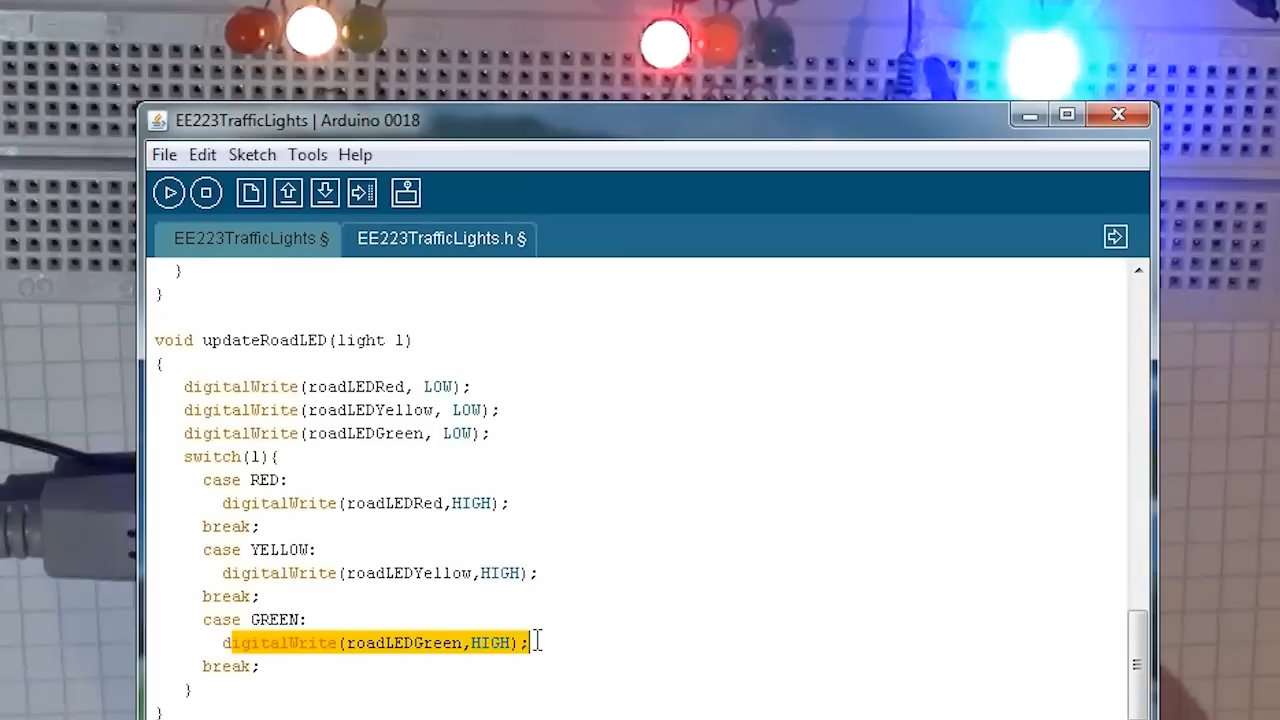 EE223TrafficLights | Arduino 0018
File Edit Sketch Tools Help
EE223TrafficLights § EE223TrafficLights.h §
}
}
void updateRoadLED(light l)
{
digitalWrite(roadLEDRed, LOW);
digitalWrite(roadLEDYellow, LOW);
digitalWrite(roadLEDGreen, LOW);
switch(l){
case RED:
digitalWrite(roadLEDRed,HIGH);
break;
case YELLOW:
digitalWrite(roadLEDYellow,HIGH);
break;
case GREEN:
digitalWrite(roadLEDGreen,HIGH);
break;
}
}